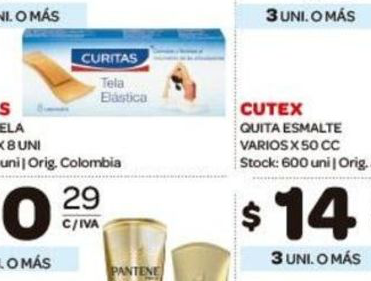 NI. O MÁS
3 UNI. O MÁS
CURITAS
Tela
Elástica
S
ELA
X 8 UNI
uni | Orig. Colombia
CUTEX
QUITA ESMALTE
VARIOS X 50 CC
Stock: 600 uni | Orig.
0 29
C/IVA
$ 14
I. O MÁS
3 UNI. O MÁS
PANTENE